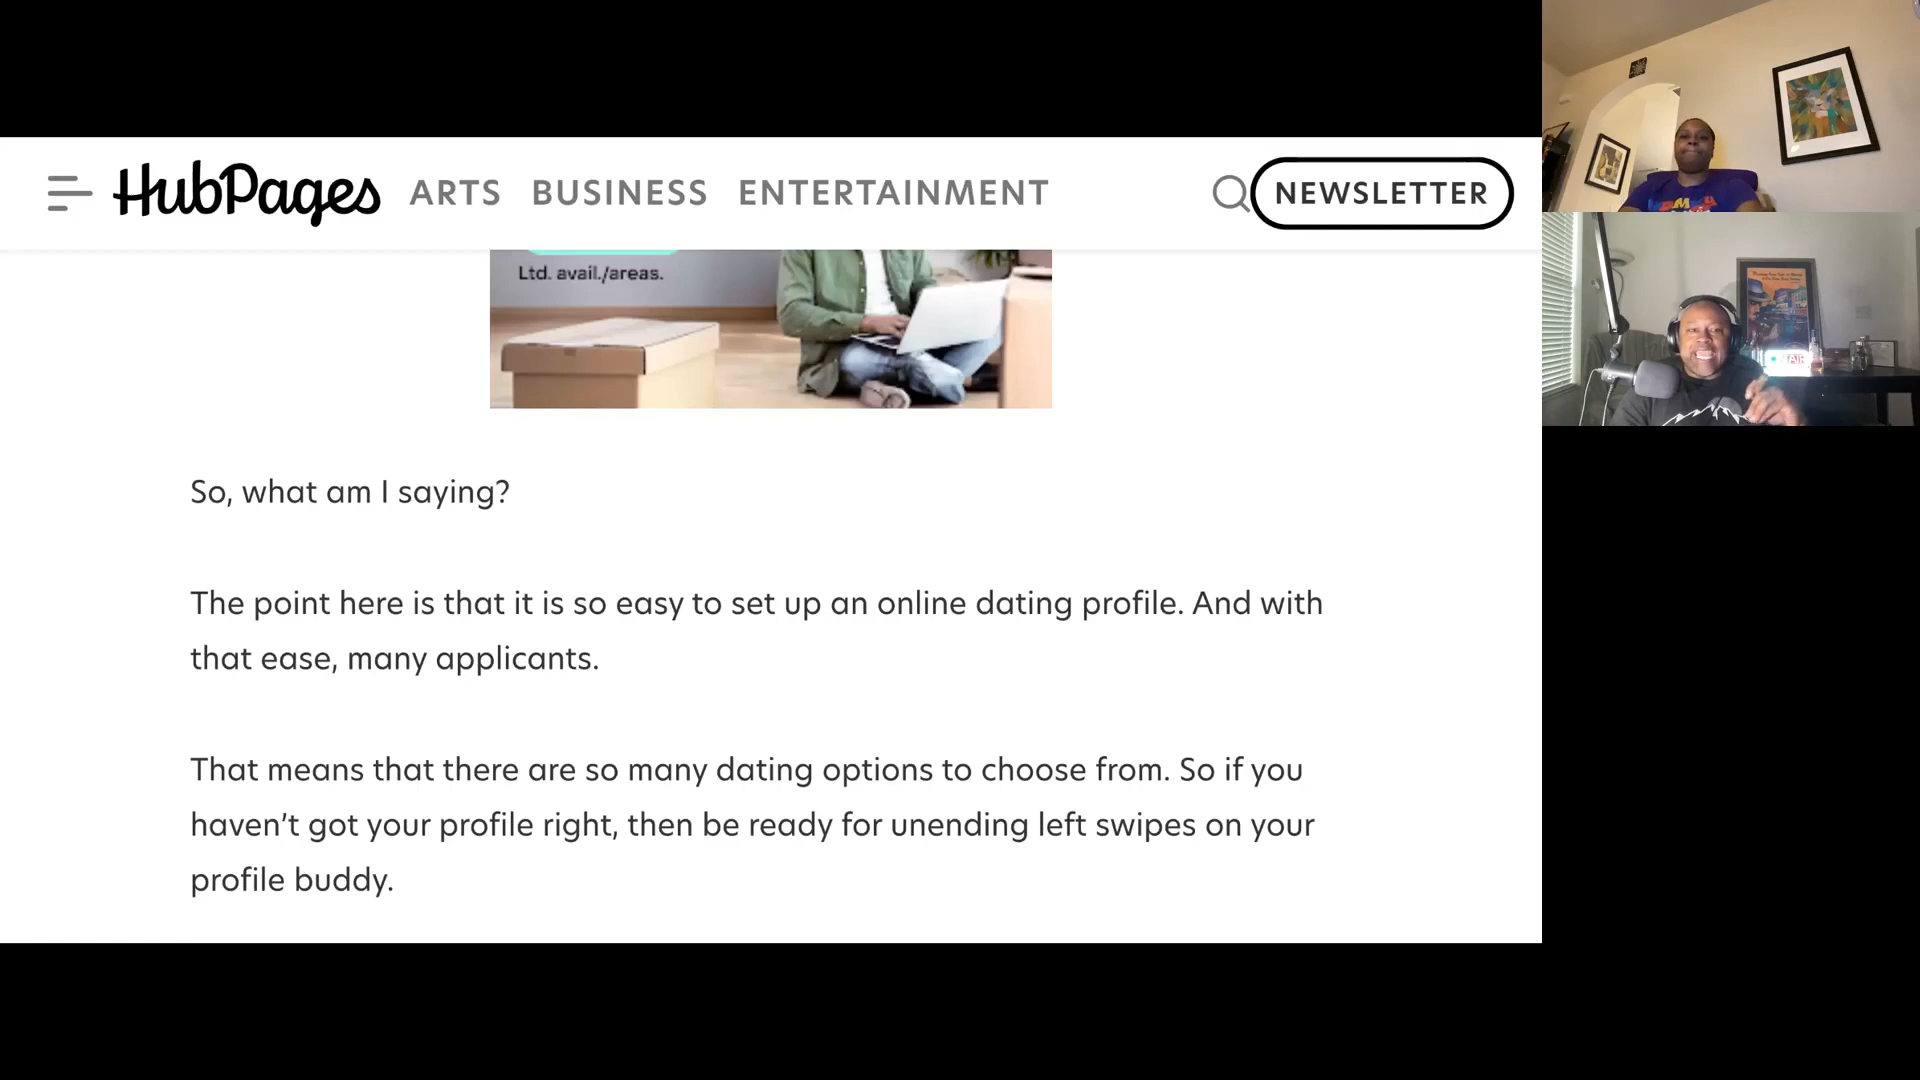 HubPages ARTS BUSINESS ENTERTAINMENT NEWSLETTER
Ltd. avail./areas.
So, what am I saying?
The point here is that it is so easy to set up an online dating profile. And with
that ease, many applicants.
That means that there are so many dating options to choose from. So if you
haven’t got your profile right, then be ready for unending left swipes on your
profile buddy.